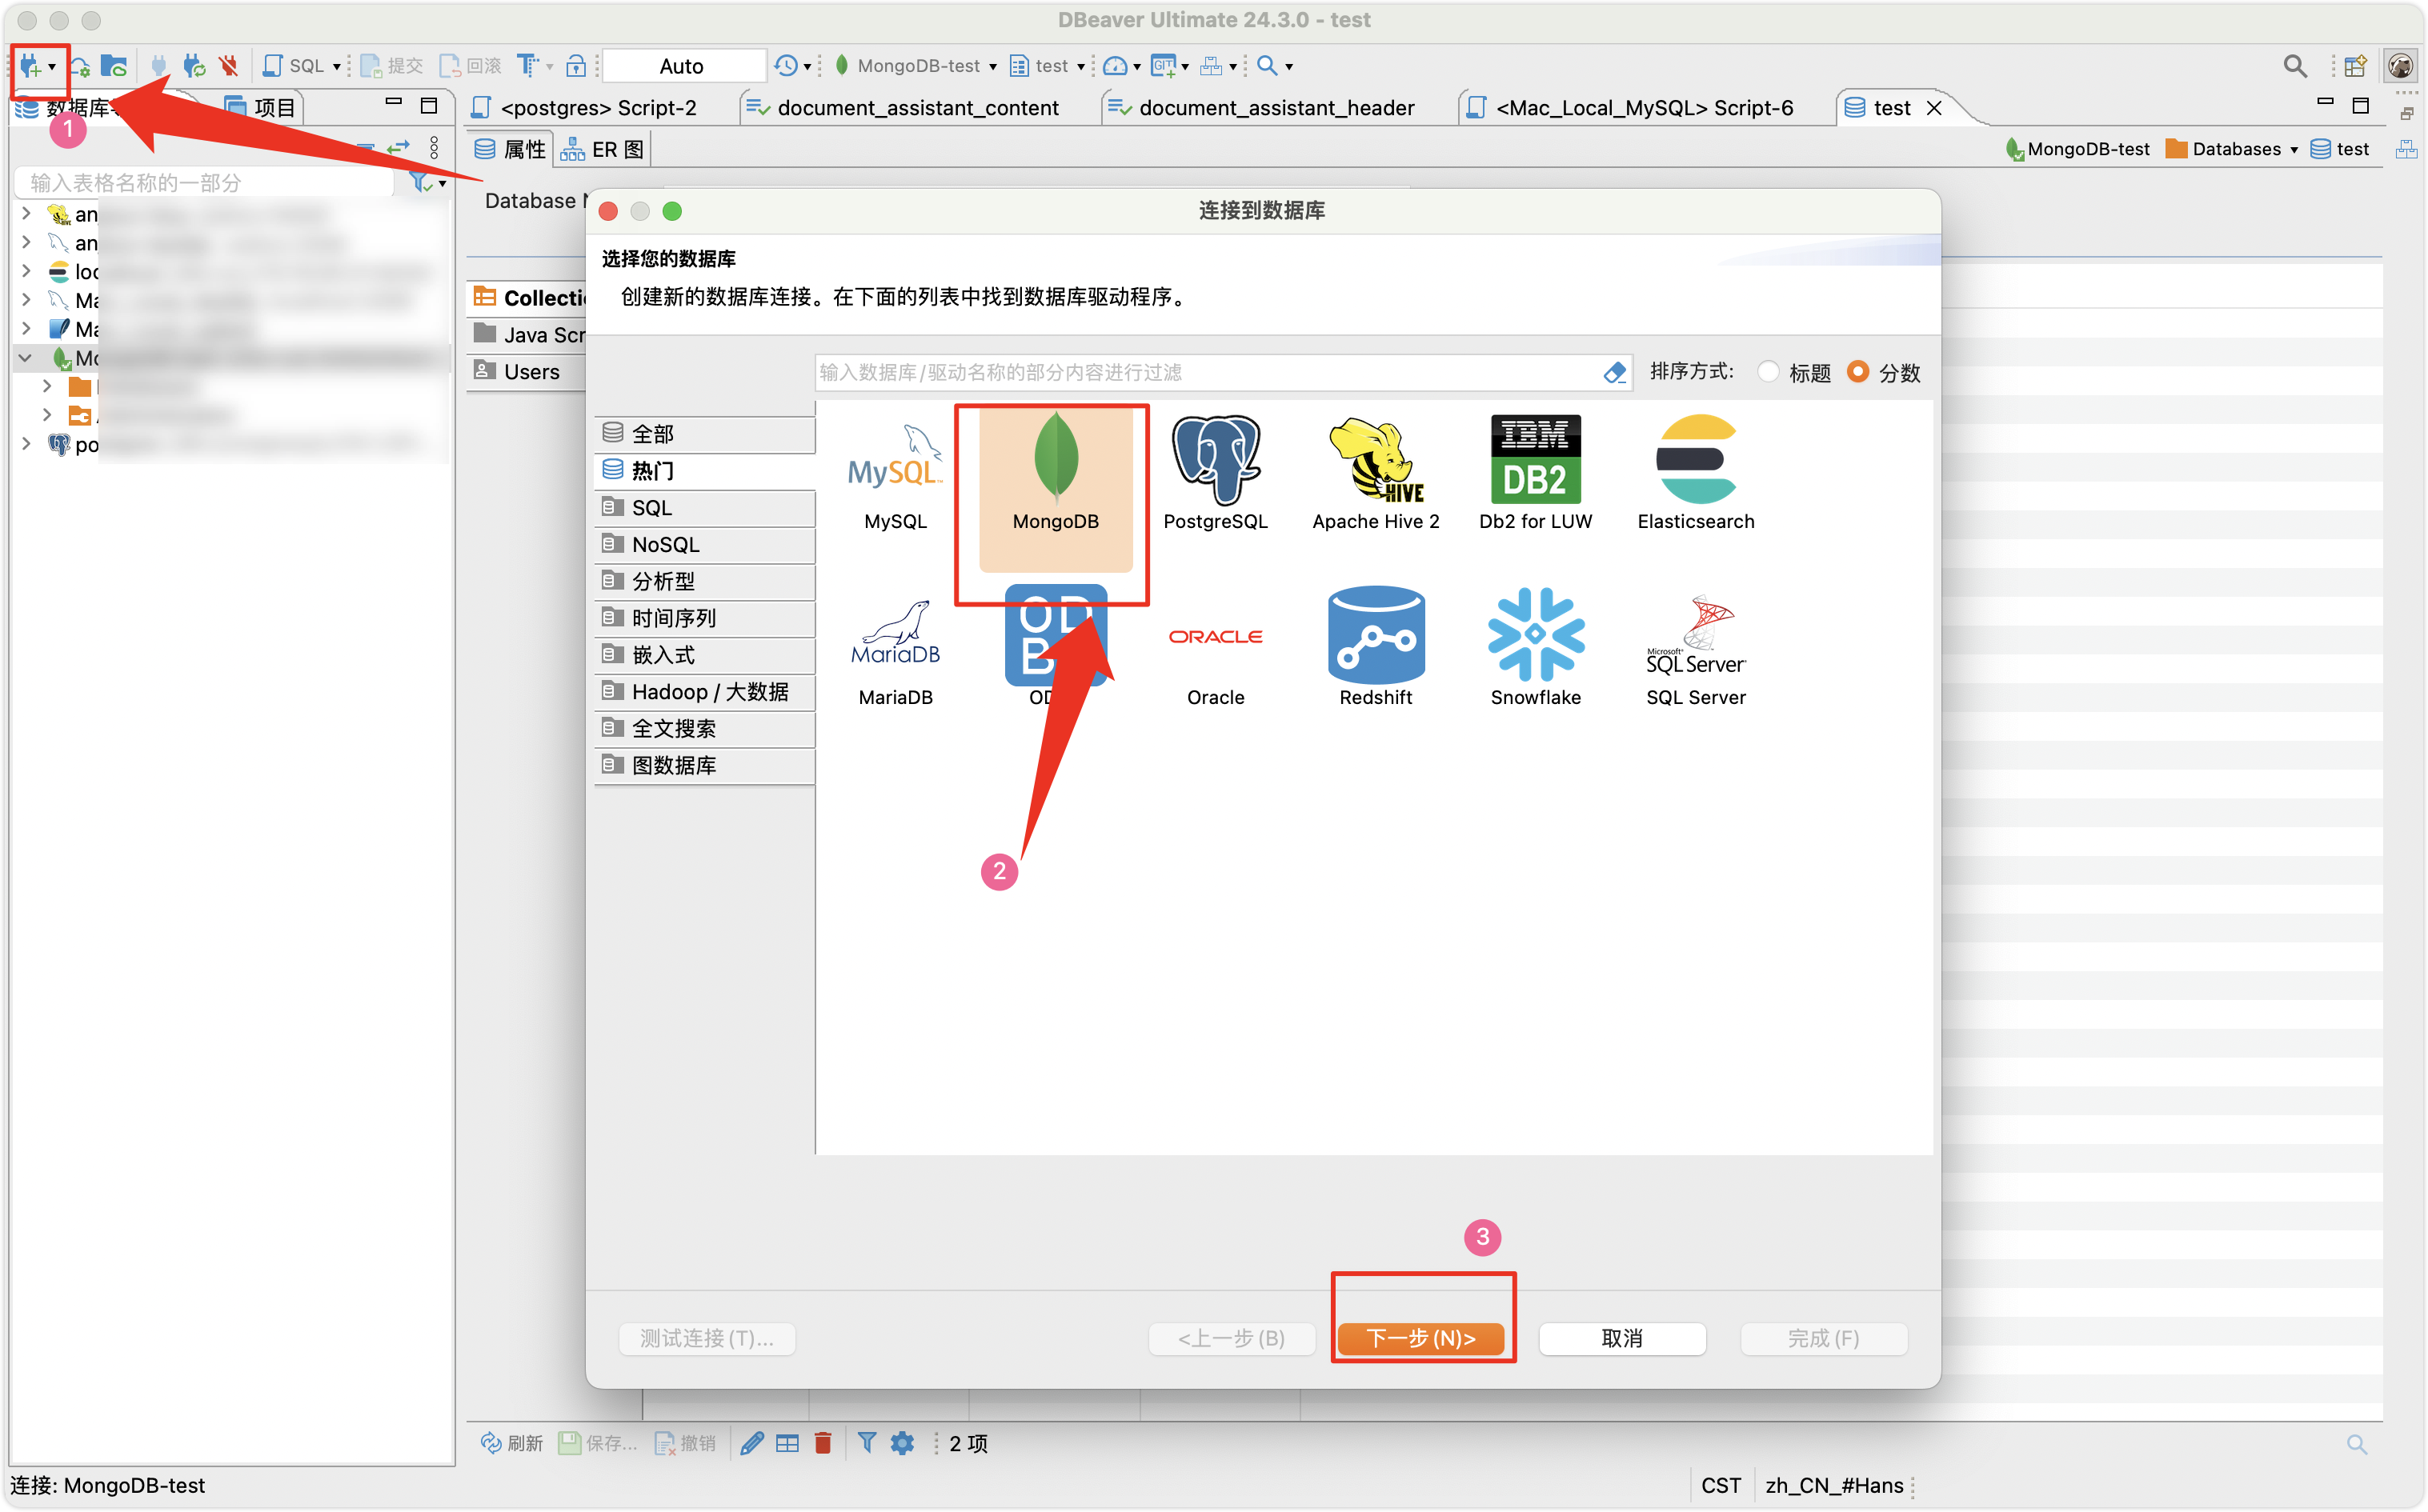 DBeaver Ultimate 24.3.0 - test
SQL
提交
回滚
Auto
MongoDB-test
test
GIT
数据库
项目
<postgres> Script-2
document_assistant_content
document_assistant_header
<Mac_Local_MySQL> Script-6
test
1
属性
ER 图
MongoDB-test
Databases
test
输入表格名称的一部分
Database
连接到数据库
选择您的数据库
创建新的数据库连接。在下面的列表中找到数据库驱动程序。
Java Scr
Users
输入数据库/驱动名称的部分内容进行过滤
排序方式:
标题
分数
全部
热门
SQL
NoSQL
分析型
时间序列
嵌入式
Hadoop / 大数据
全文搜索
图数据库
MySQL
HIVE
IBM
DB2
MySQL
MongoDB
PostgreSQL
Apache Hive 2
Db2 for LUW
Elasticsearch
MariaDB
ORACLE
Microsoft
SQL Server
MariaDB
Oracle
Redshift
Snowflake
SQL Server
2
3
测试连接(T)...
<上一步(B)
下一步(N)>
取消
完成(F)
刷新
保存...
撤销
2 项
连接: MongoDB-test
CST
zh_CN_#Hans